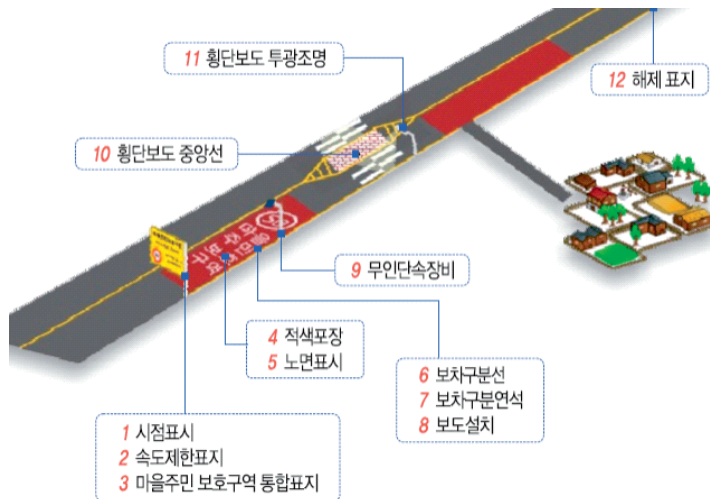 11 횡단보도 투광조명
12 해제 표지
10 횡단보도 중앙선
9 무인단속장비
4 적색포장
5 노면표시
6 보차구분선
7 보차구분연석
8 보도설치
1 시점표시
2 속도제한표지
3 마을주민 보호구역 통합표지